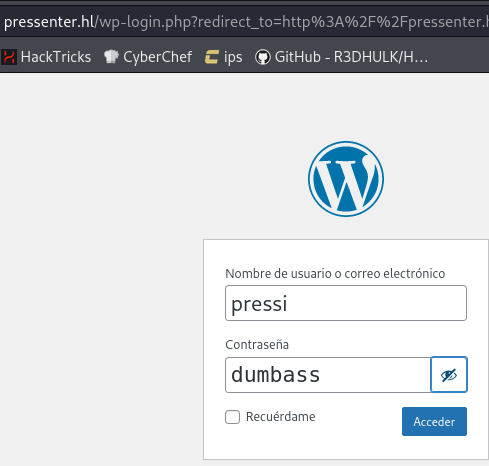 pressenter.hl/wp-login.php?redirect_to=http%3A%2F%2Fpressenter.h
HackTricks CyberChef ips GitHub - R3DHULK/H...
Nombre de usuario o correo electrónico
pressi
Contraseña
dumbass
Recuérdame Acceder